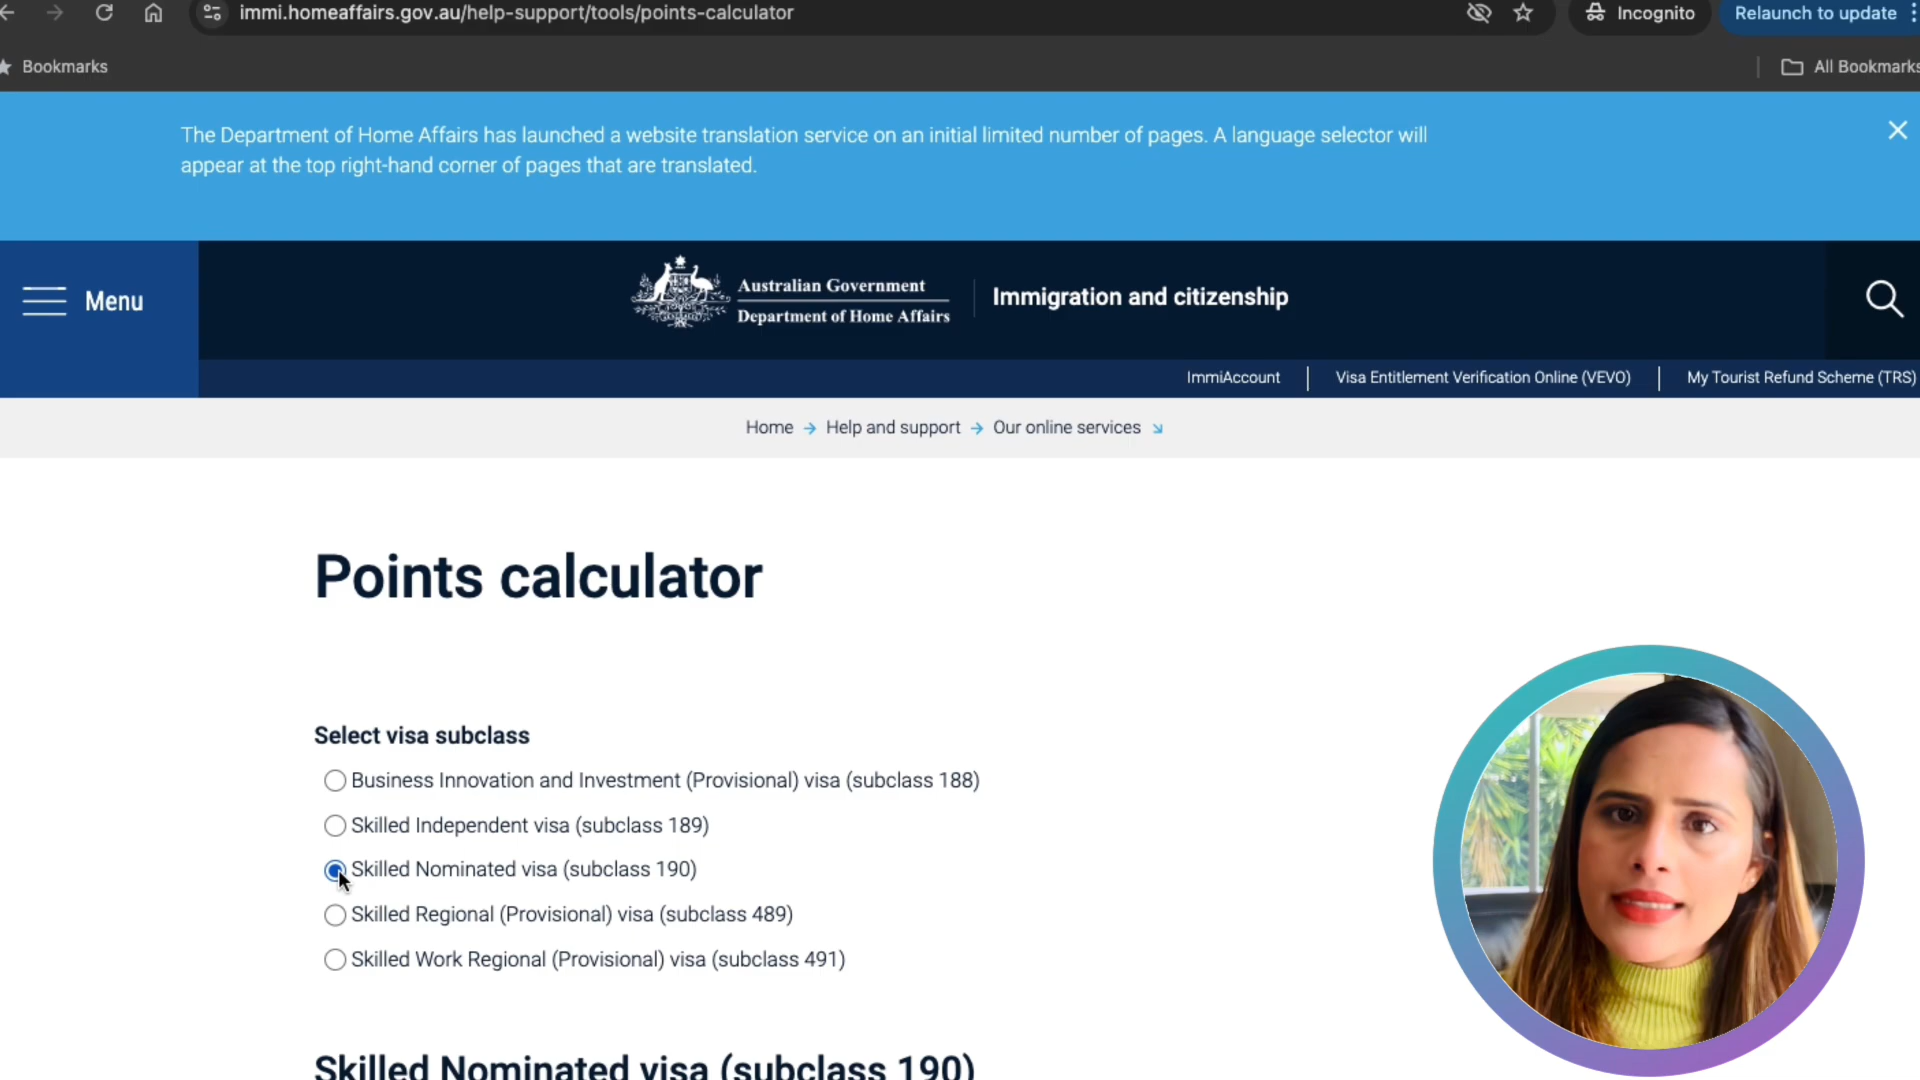 immi.homeaffairs.gov.au/help-support/tools/points-calculator
Incognito
Relaunch to update
Bookmarks
All Bookmarks
The Department of Home Affairs has launched a website translation service on an initial limited number of pages. A language selector will
appear at the top right-hand corner of pages that are translated.
Menu
Australian Government
Department of Home Affairs
Immigration and citizenship
ImmiAccount
Visa Entitlement Verification Online (VEVO)
My Tourist Refund Scheme (TRS)
Home
Help and support
Our online services
Points calculator
Select visa subclass
Business Innovation and Investment (Provisional) visa (subclass 188)
Skilled Independent visa (subclass 189)
Skilled Nominated visa (subclass 190)
Skilled Regional (Provisional) visa (subclass 489)
Skilled Work Regional (Provisional) visa (subclass 491)
Skilled Nominated visa (subclass 190)